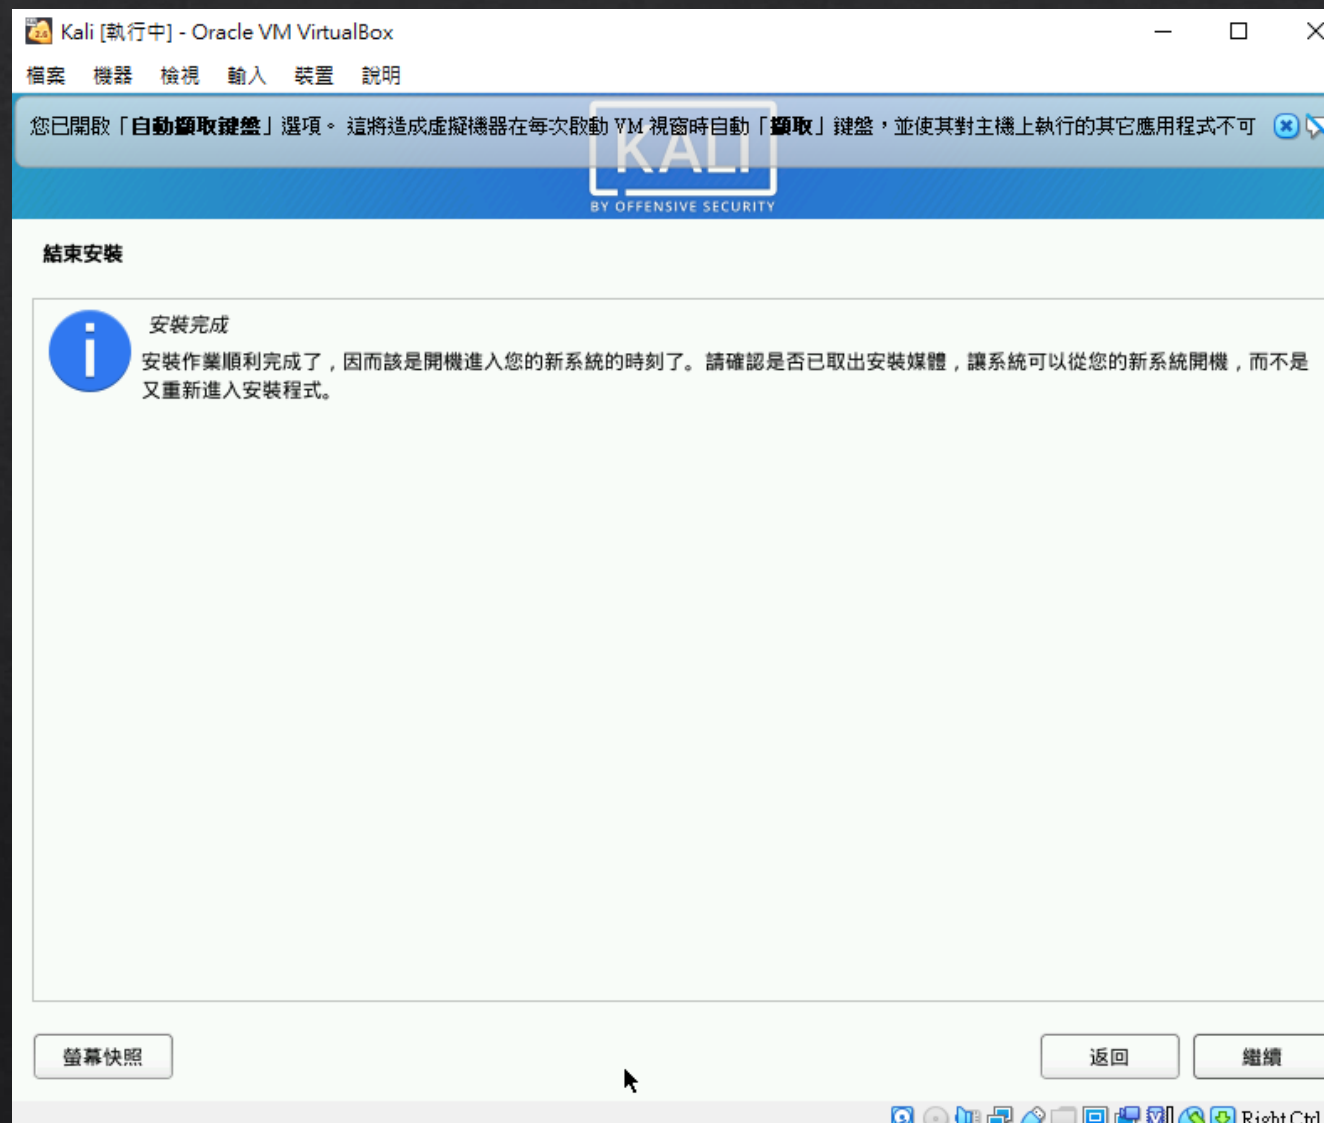 Kali [執行中] - Oracle VM VirtualBox
檔案 機器 檢視 輸入 裝置 說明
您已開啟「自動擷取鍵盤」選項。 這將造成虛擬機器在每次啟動 VM 視窗時自動「擷取」鍵盤，並使其對主機上執行的其它應用程式不可
KALI
BY OFFENSIVE SECURITY
結束安裝
安裝完成
安裝作業順利完成了，因而該是開機進入您的新系統的時刻了。請確認是否已取出安裝媒體，讓系統可以從您的新系統開機，而不是
又重新進入安裝程式。
螢幕快照 返回 繼續
Right Ctrl